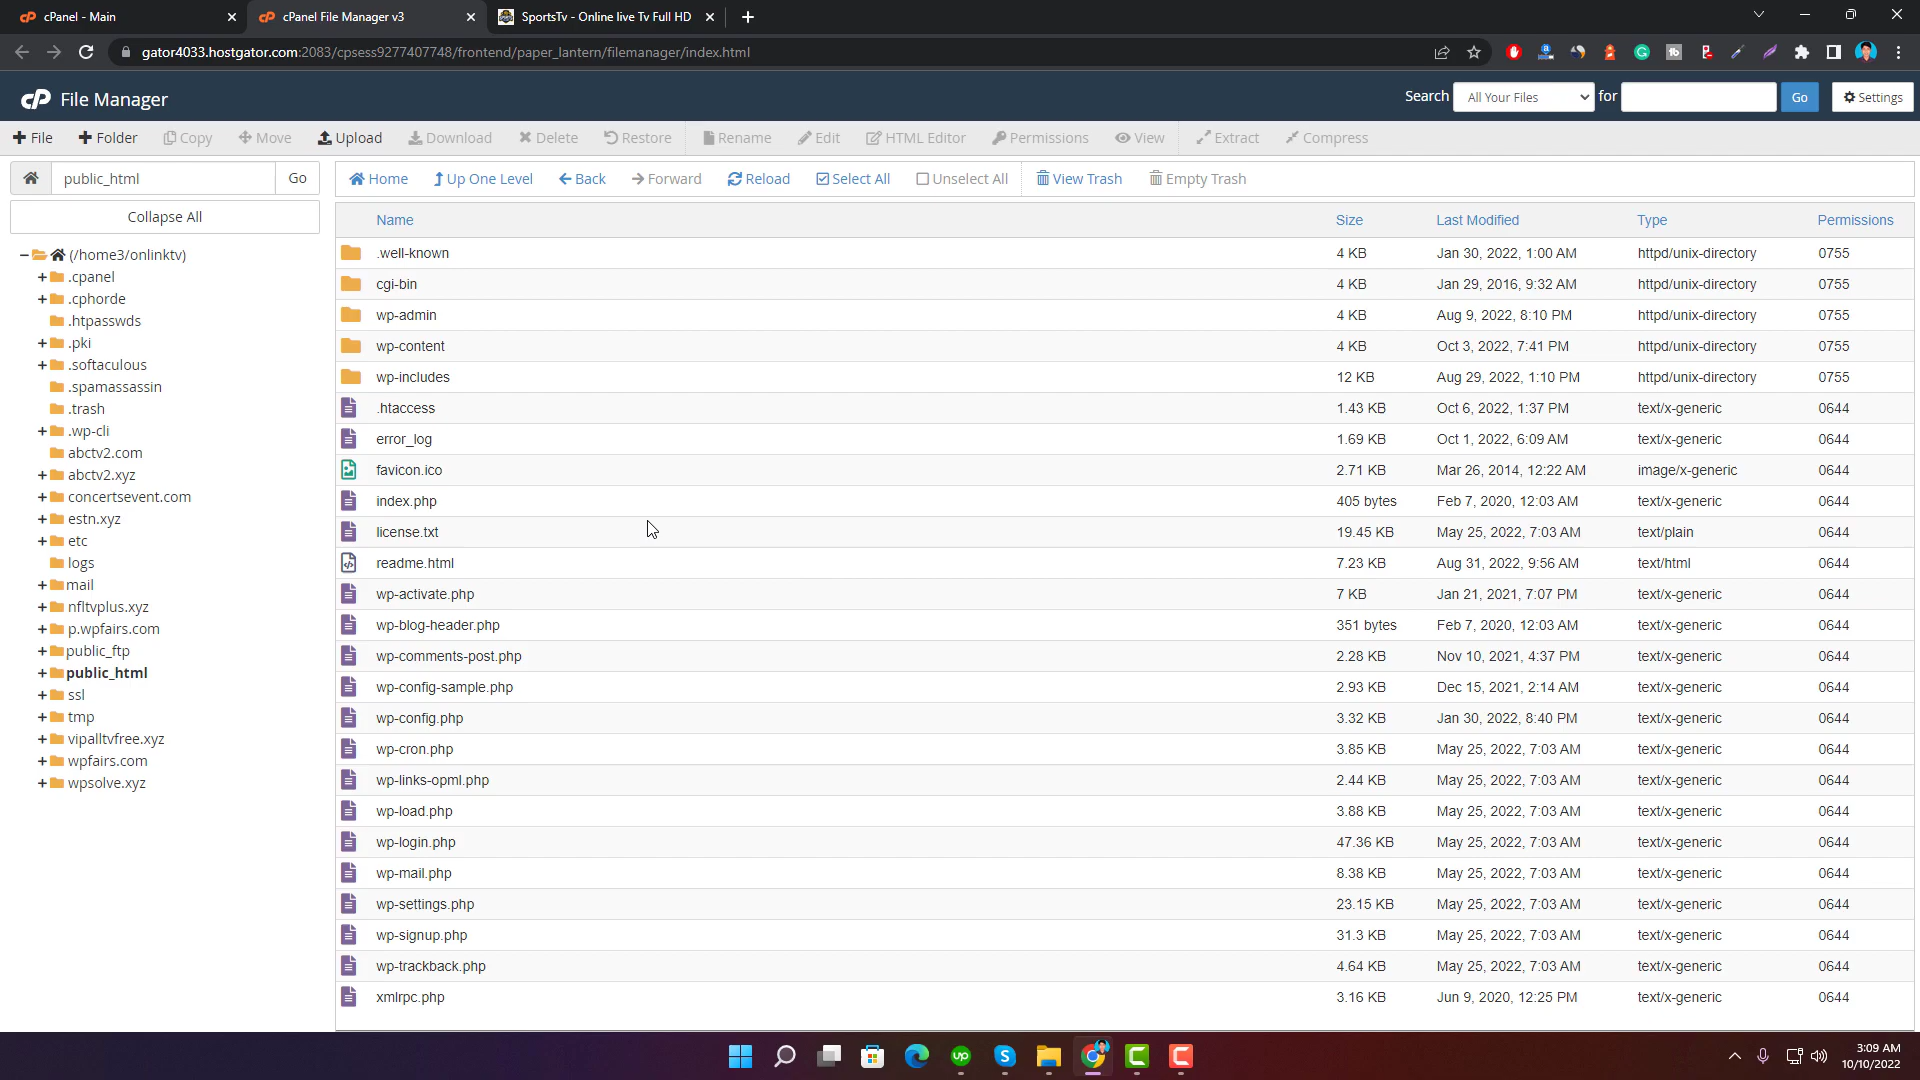 cPanel - Main
cPanel File Manager v3
SportsTv - Online live Tv Full HD
gator4033.hostgator.com:2083/cpsess9277407748/frontend/paper_lantern/filemanager/index.html
cP File Manager
Search All Your Files for Go Settings
File Folder Copy Move Upload Download Delete Restore Rename Edit HTML Editor Permissions View Extract Compress
public_html Go
Home Up One Level Back Forward Reload Select All Unselect All View Trash Empty Trash
Collapse All
(/home3/onlinktv)
.cpanel
.cphorde
.htpasswds
.pki
.softaculous
.spamassassin
.trash
.wp-cli
abctv2.com
abctv2.xyz
concertsevent.com
estn.xyz
etc
logs
mail
nfltvplus.xyz
p.wpfairs.com
public_ftp
public_html
ssl
tmp
vipalltvfree.xyz
wpfairs.com
wpsolve.xyz
Name Size Last Modified Type Permissions
.well-known 4 KB Jan 30, 2022, 1:00 AM httpd/unix-directory 0755
cgi-bin 4 KB Jan 29, 2016, 9:32 AM httpd/unix-directory 0755
wp-admin 4 KB Aug 9, 2022, 8:10 PM httpd/unix-directory 0755
wp-content 4 KB Oct 3, 2022, 7:41 PM httpd/unix-directory 0755
wp-includes 12 KB Aug 29, 2022, 1:10 PM httpd/unix-directory 0755
.htaccess 1.43 KB Oct 6, 2022, 1:37 PM text/x-generic 0644
error_log 1.69 KB Oct 1, 2022, 6:09 AM text/x-generic 0644
favicon.ico 2.71 KB Mar 26, 2014, 12:22 AM image/x-generic 0644
index.php 405 bytes Feb 7, 2020, 12:03 AM text/x-generic 0644
license.txt 19.45 KB May 25, 2022, 7:03 AM text/plain 0644
readme.html 7.23 KB Aug 31, 2022, 9:56 AM text/html 0644
wp-activate.php 7 KB Jan 21, 2021, 7:07 PM text/x-generic 0644
wp-blog-header.php 351 bytes Feb 7, 2020, 12:03 AM text/x-generic 0644
wp-comments-post.php 2.28 KB Nov 10, 2021, 4:37 PM text/x-generic 0644
wp-config-sample.php 2.93 KB Dec 15, 2021, 2:14 AM text/x-generic 0644
wp-config.php 3.32 KB Jan 30, 2022, 8:40 PM text/x-generic 0644
wp-cron.php 3.85 KB May 25, 2022, 7:03 AM text/x-generic 0644
wp-links-opml.php 2.44 KB May 25, 2022, 7:03 AM text/x-generic 0644
wp-load.php 3.88 KB May 25, 2022, 7:03 AM text/x-generic 0644
wp-login.php 47.36 KB May 25, 2022, 7:03 AM text/x-generic 0644
wp-mail.php 8.38 KB May 25, 2022, 7:03 AM text/x-generic 0644
wp-settings.php 23.15 KB May 25, 2022, 7:03 AM text/x-generic 0644
wp-signup.php 31.3 KB May 25, 2022, 7:03 AM text/x-generic 0644
wp-trackback.php 4.64 KB May 25, 2022, 7:03 AM text/x-generic 0644
xmlrpc.php 3.16 KB Jun 9, 2020, 12:25 PM text/x-generic 0644
3:09 AM
10/10/2022